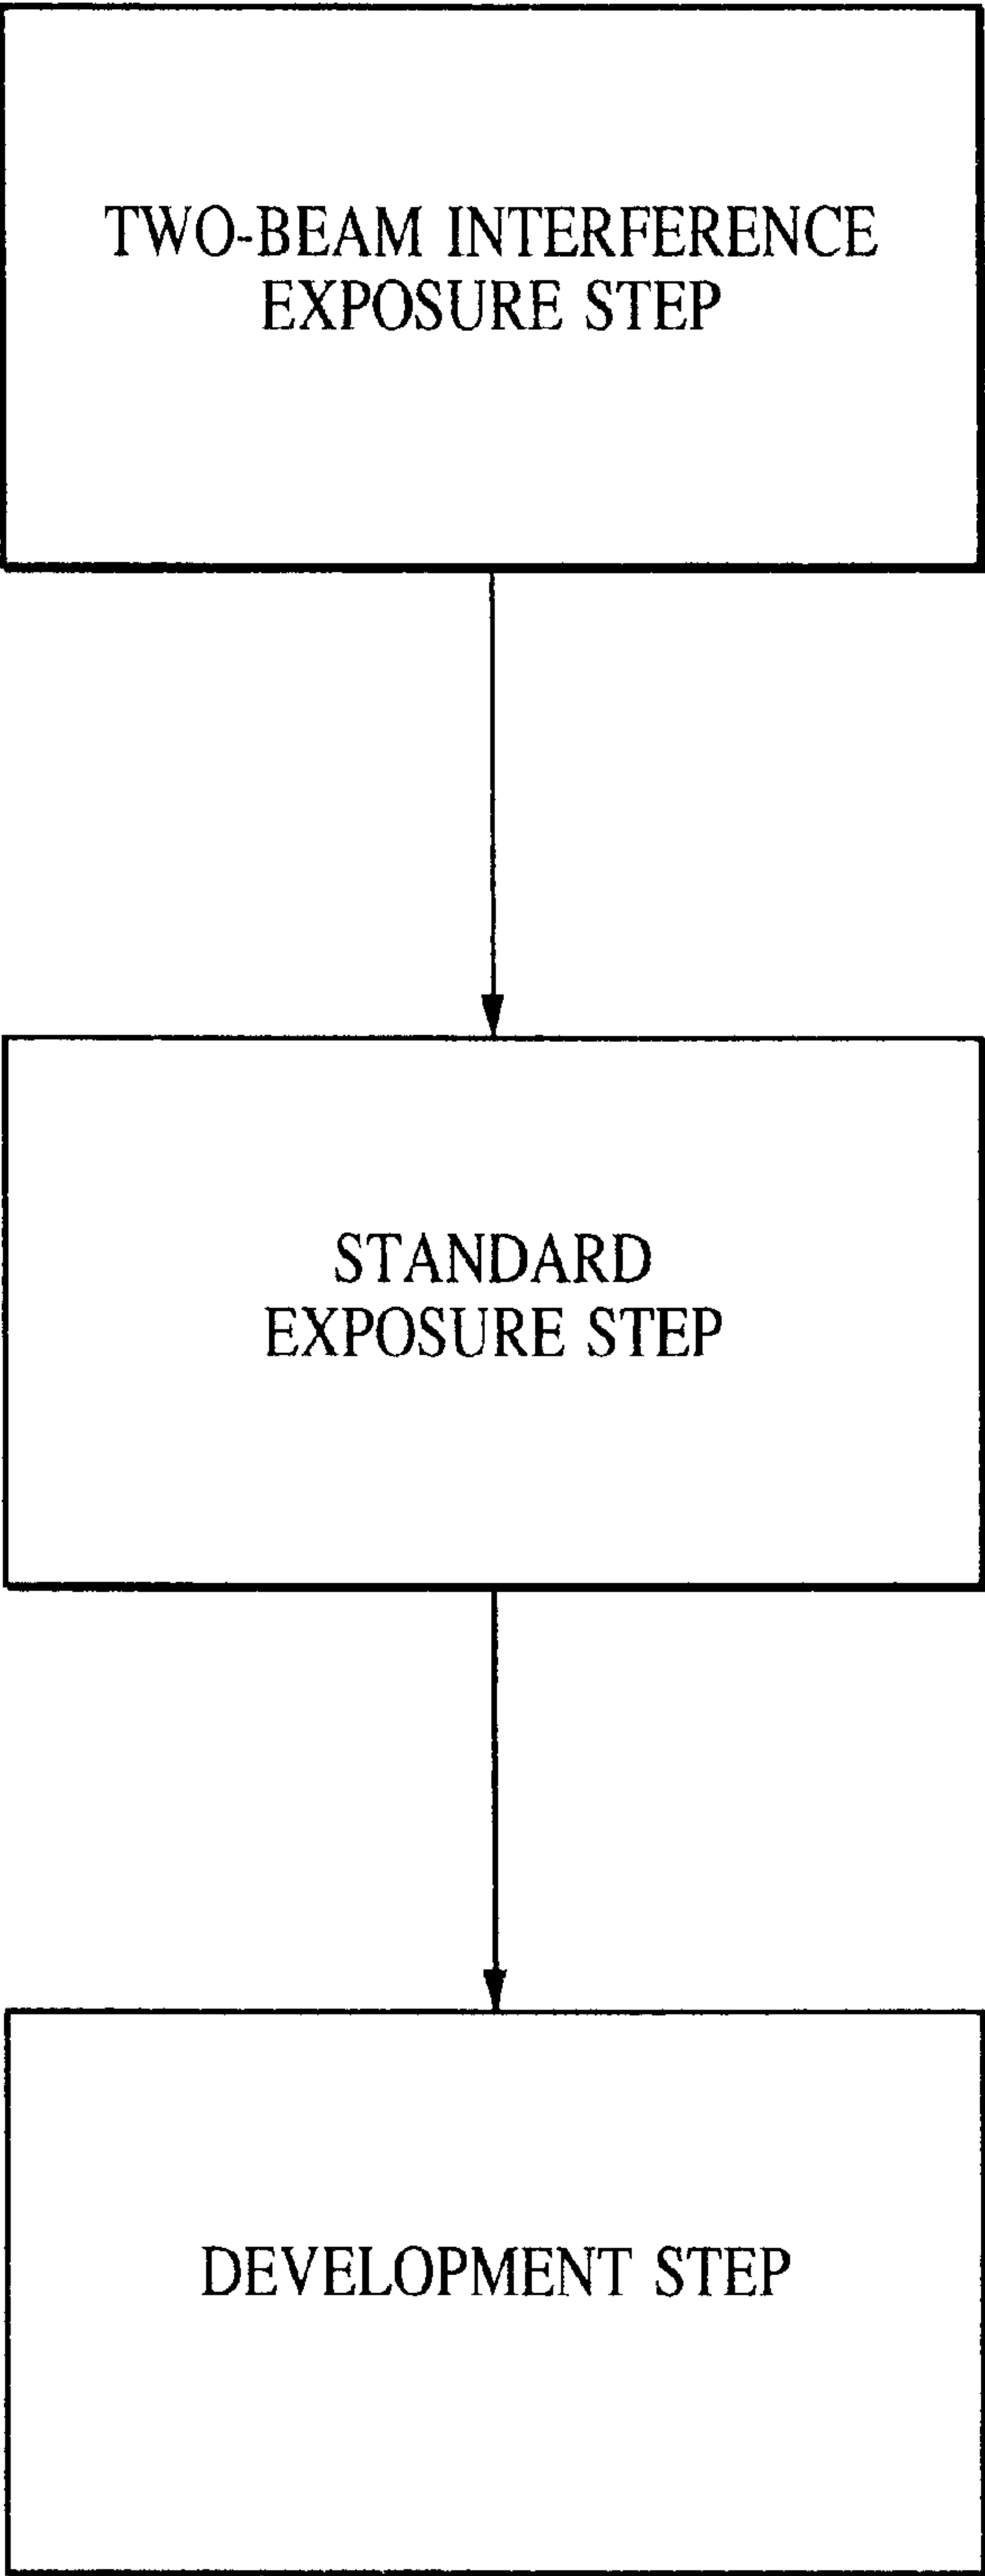 TWO-BEAM INTERFERENCE
EXPOSURE STEP
STANDARD
EXPOSURE STEP
DEVELOPMENT STEP